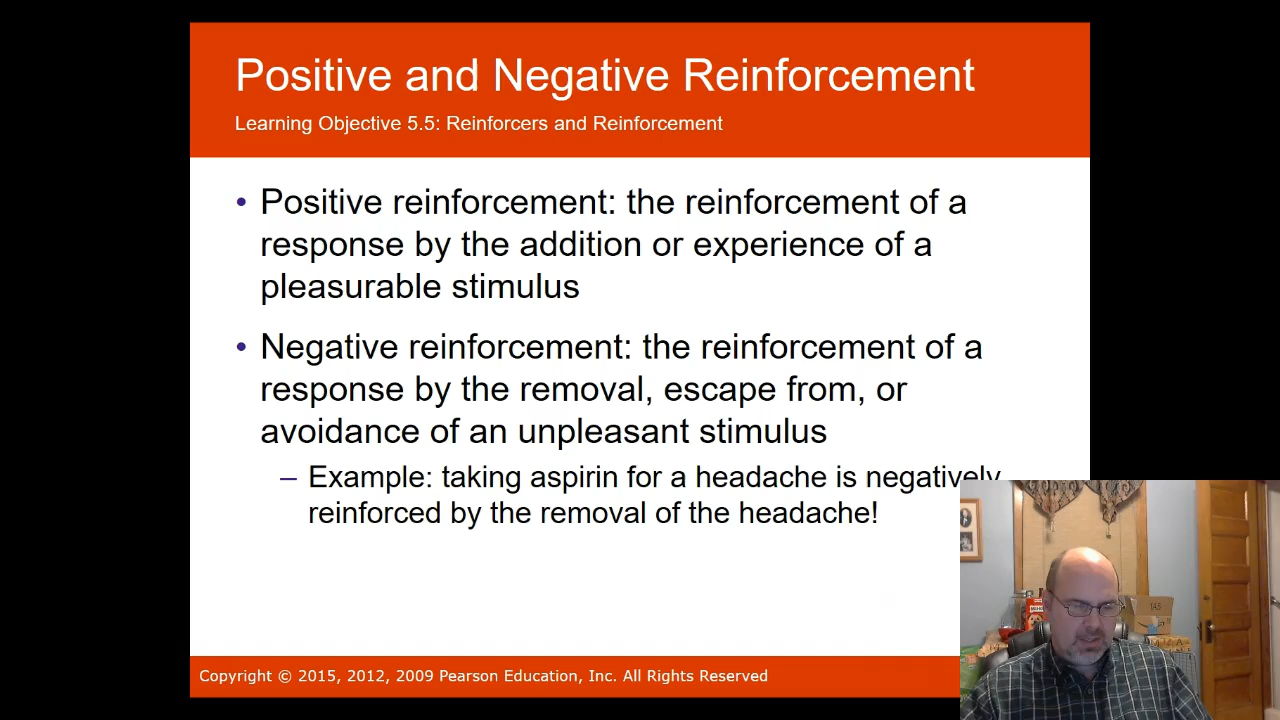 Positive and Negative Reinforcement
Learning Objective 5.5: Reinforcers and Reinforcement
• Positive reinforcement: the reinforcement of a
response by the addition or experience of a
pleasurable stimulus
• Negative reinforcement: the reinforcement of a
response by the removal, escape from, or
avoidance of an unpleasant stimulus
– Example: taking aspirin for a headache is negatively
reinforced by the removal of the headache!
Copyright © 2015, 2012, 2009 Pearson Education, Inc. All Rights Reserved